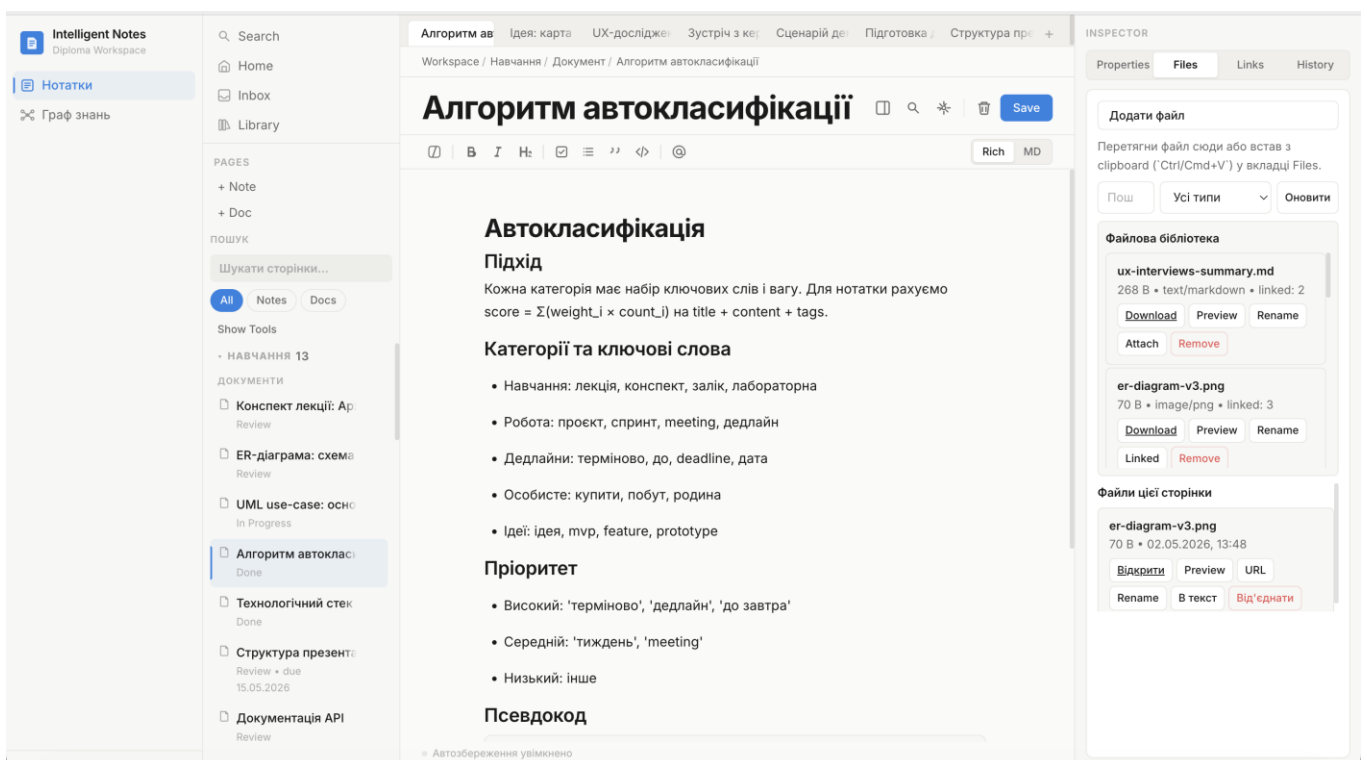 Intelligent Notes
Diploma Workspace
Нотатки
Граф знань
Search
Home
Inbox
Library
PAGES
+ Note
+ Doc
ПОШУК
Шукати сторінки...
All Notes Docs
Show Tools
НАВЧАННЯ 13
ДОКУМЕНТИ
Конспект лекції: Ар
Review
ER-діаграма: схема
Review
UML use-case: осно
In Progress
Алгоритм автоклас
Done
Технологічний стек
Done
Структура презента
Review • due
15.05.2026
Документація API
Review
Алгоритм ав Ідея: карта UX-дослідже Зустріч з ке Сценарій де Підготовка Структура пре +
Workspace / Навчання / Документ / Алгоритм автокласифікації
Алгоритм автокласифікації
Save
B I H₂ </> @
Rich MD
Автокласифікація
Підхід
Кожна категорія має набір ключових слів і вагу. Для нотатки рахуємо
score = Σ(weight_i × count_i) на title + content + tags.
Категорії та ключові слова
• Навчання: лекція, конспект, залік, лабораторна
• Робота: проєкт, спринт, meeting, дедлайн
• Дедлайни: терміново, до, deadline, дата
• Особисте: купити, побут, родина
• Ідеї: ідея, mvp, feature, prototype
Пріоритет
• Високий: 'терміново', 'дедлайн', 'до завтра'
• Середній: 'тиждень', 'meeting'
• Низький: інше
Псевдокод
Автозбереження увімкнено
INSPECTOR
Properties Files Links History
Додати файл
Перетягни файл сюди або встав з
clipboard (`Ctrl/Cmd+V`) у вкладці Files.
Пош Усі типи Оновити
Файлова бібліотека
ux-interviews-summary.md
268 B • text/markdown • linked: 2
Download Preview Rename
Attach Remove
er-diagram-v3.png
70 B • image/png • linked: 3
Download Preview Rename
Linked Remove
Файли цієї сторінки
er-diagram-v3.png
70 B • 02.05.2026, 13:48
Відкрити Preview URL
Rename В текст Від'єднати